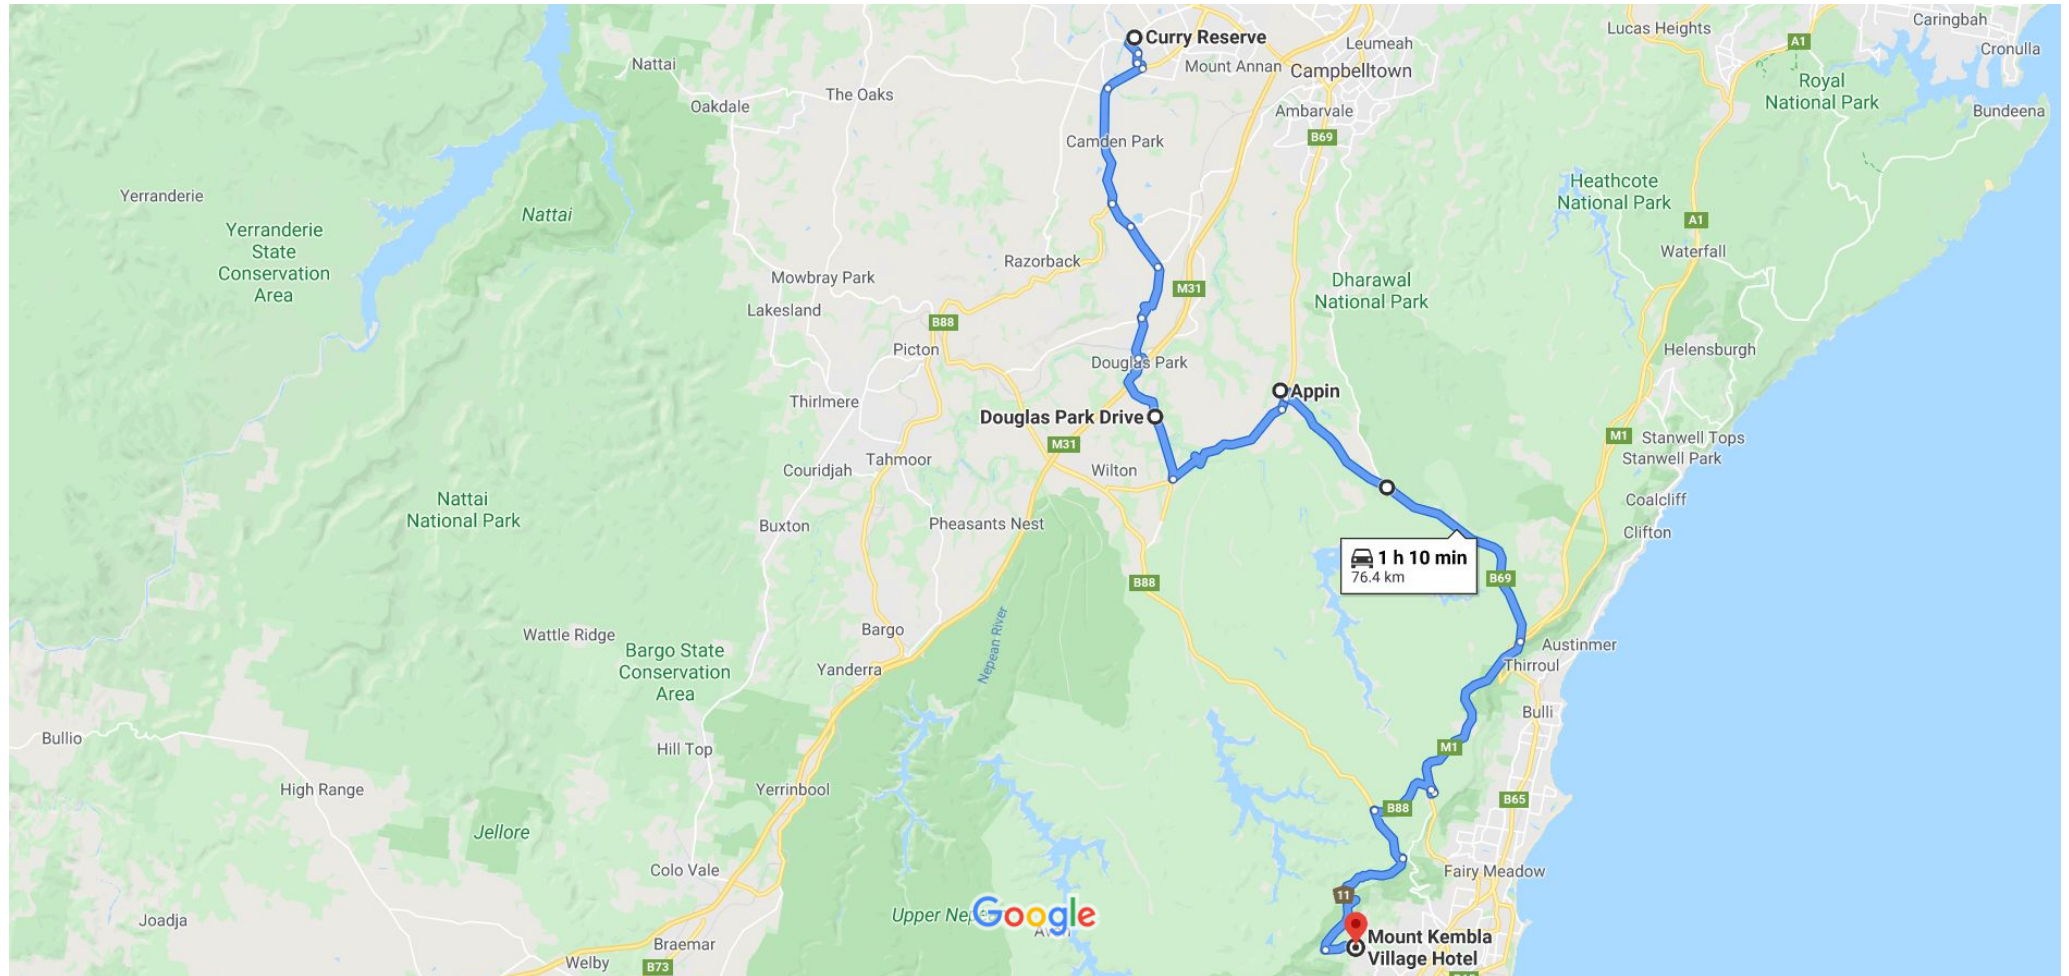 Curry Reserve
Lucas Heights
Caringbah
A1
Leumeah
Cronulla
Nattai
Mount Annan
Campbelltown
Royal
National Park
The Oaks
Oakdale
Ambarvale
Bundeena
B69
Camden Park
Heathcote
National Park
Yerranderie
Nattai
A1
Yerranderie
State
Conservation
Area
Waterfall
Razorback
Mowbray Park
Dharawal
National Park
M31
Lakesland
B88
Picton
Douglas Park
Helensburgh
Appin
Thirlmere
Douglas Park Drive
M31
M1
Stanwell Tops
Stanwell Park
Tahmoor
Couridjah
Wilton
Nattai
National Park
Coalcliff
Buxton
Pheasants Nest
Clifton
1 h 10 min
76.4 km
B69
B88
Nepean River
Wattle Ridge
Bargo
Bargo State
Conservation
Area
Austinmer
Thirroul
Yanderra
Bulli
Bullio
Hill Top
M1
High Range
Yerrinbool
B65
B88
Jellore
Colo Vale
Fairy Meadow
11
Joadja
Upper Nepe
Google
Braemar
Mount Kembla
Village Hotel
Welby
B73